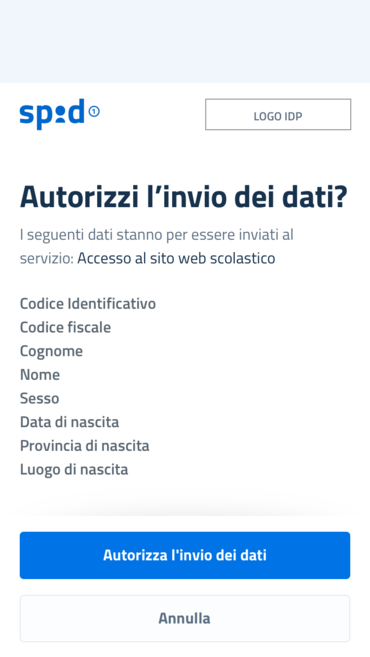 spid 1
LOGO IDP
Autorizzi l’invio dei dati?
I seguenti dati stanno per essere inviati al
servizio: Accesso al sito web scolastico
Codice Identificativo
Codice fiscale
Cognome
Nome
Sesso
Data di nascita
Provincia di nascita
Luogo di nascita
Autorizza l'invio dei dati
Annulla